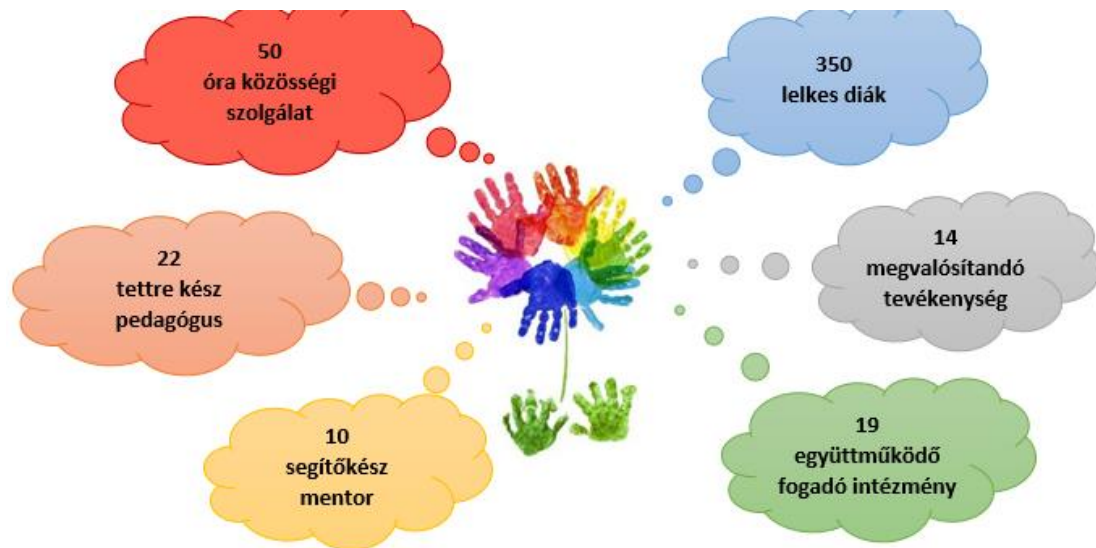 50
óra közösségi
szolgálat
350
lelkes diák
22
tettre kész
pedagógus
14
megvalósítandó
tevékenység
10
segítőkész
mentor
19
együttműködő
fogadó intézmény